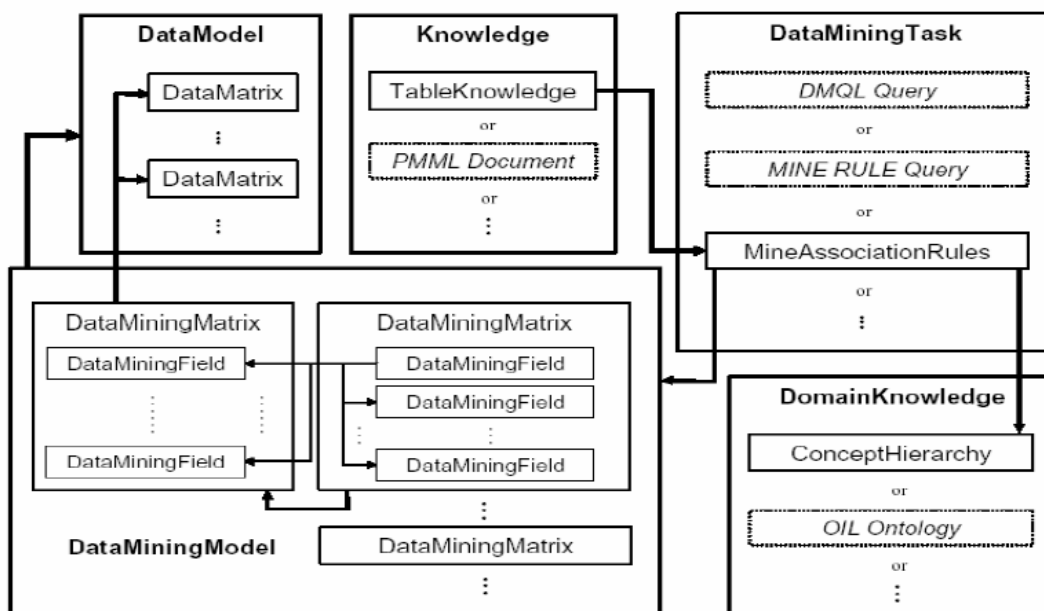 DataModel
DataMatrix
⋮
DataMatrix
⋮
Knowledge
TableKnowledge
or
PMML Document
or
⋮
DataMiningTask
DMQL Query
or
MINE RULE Query
or
MineAssociationRules
or
⋮
DataMiningMatrix
DataMiningField
DataMiningField
DataMiningMatrix
DataMiningField
DataMiningField
DataMiningField
DataMiningMatrix
⋮
DataMiningModel
DomainKnowledge
ConceptHierarchy
or
OIL Ontology
or
⋮